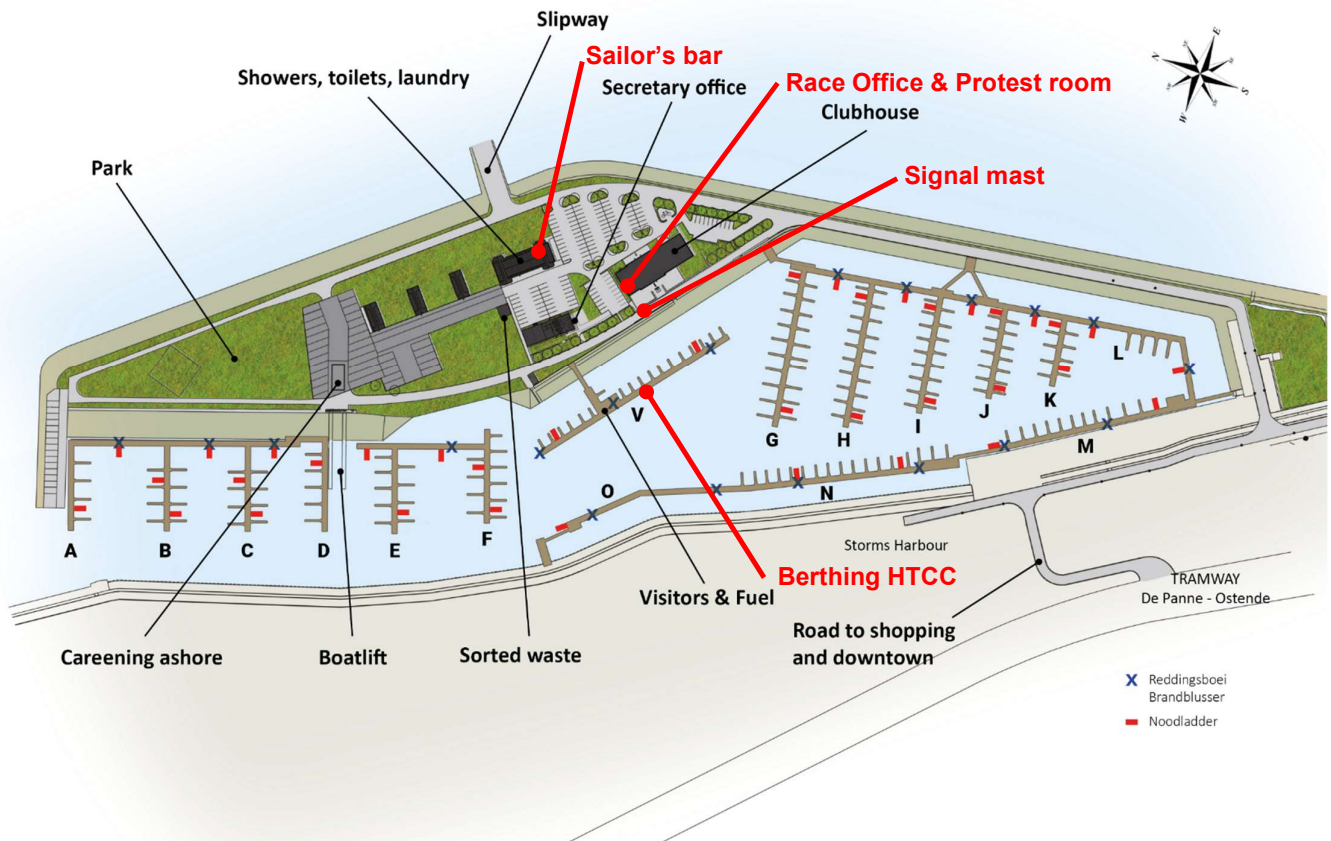 Slipway
Sailor's bar
Showers, toilets, laundry
Secretary office
Race Office & Protest room
Clubhouse
N
E
S
W
Park
Signal mast
L
V
G
H
I
J
K
M
O
N
A
B
C
D
E
F
Storms Harbour
Berthing HTCC
Visitors & Fuel
TRAMWAY
De Panne - Ostende
Careening ashore
Boatlift
Sorted waste
Road to shopping
and downtown
X Reddingsboei
Brandblusser
Noodladder